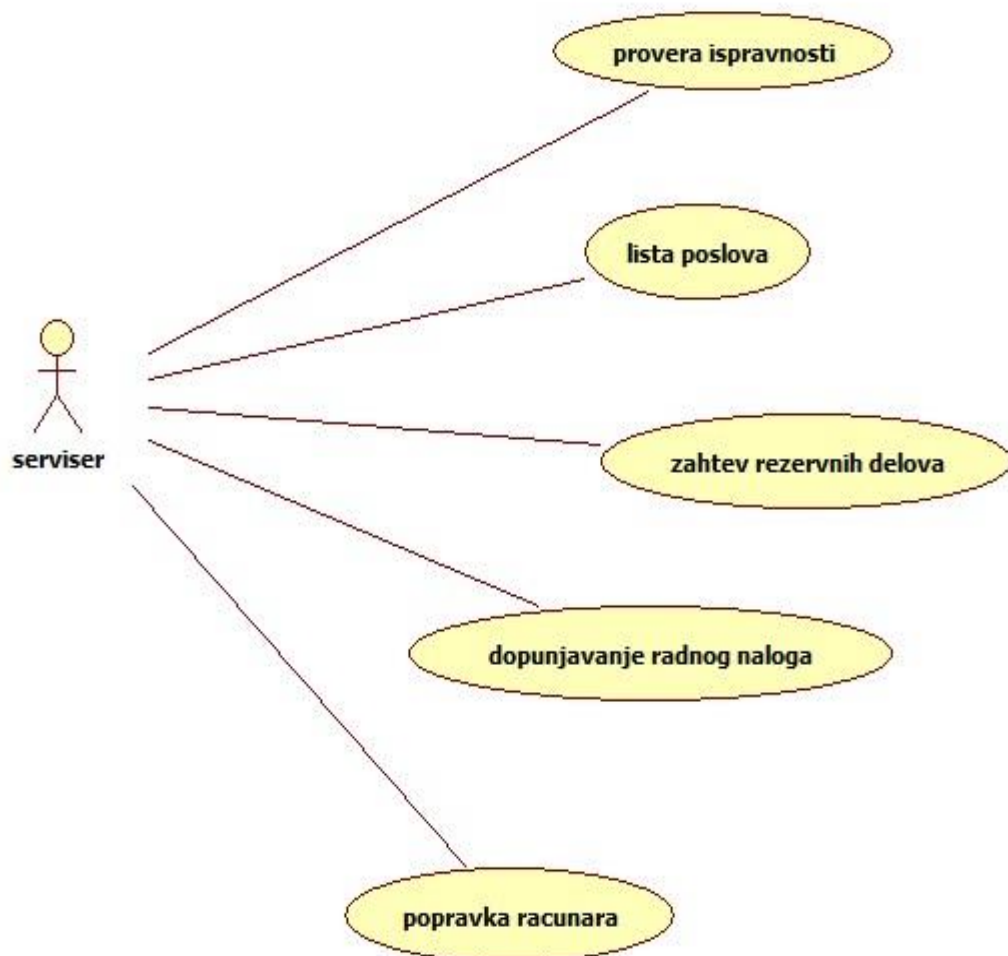 provera ispravnosti
lista poslova
serviser
zahtev rezervnih delova
dopunjavanje radnog naloga
popravka racunara